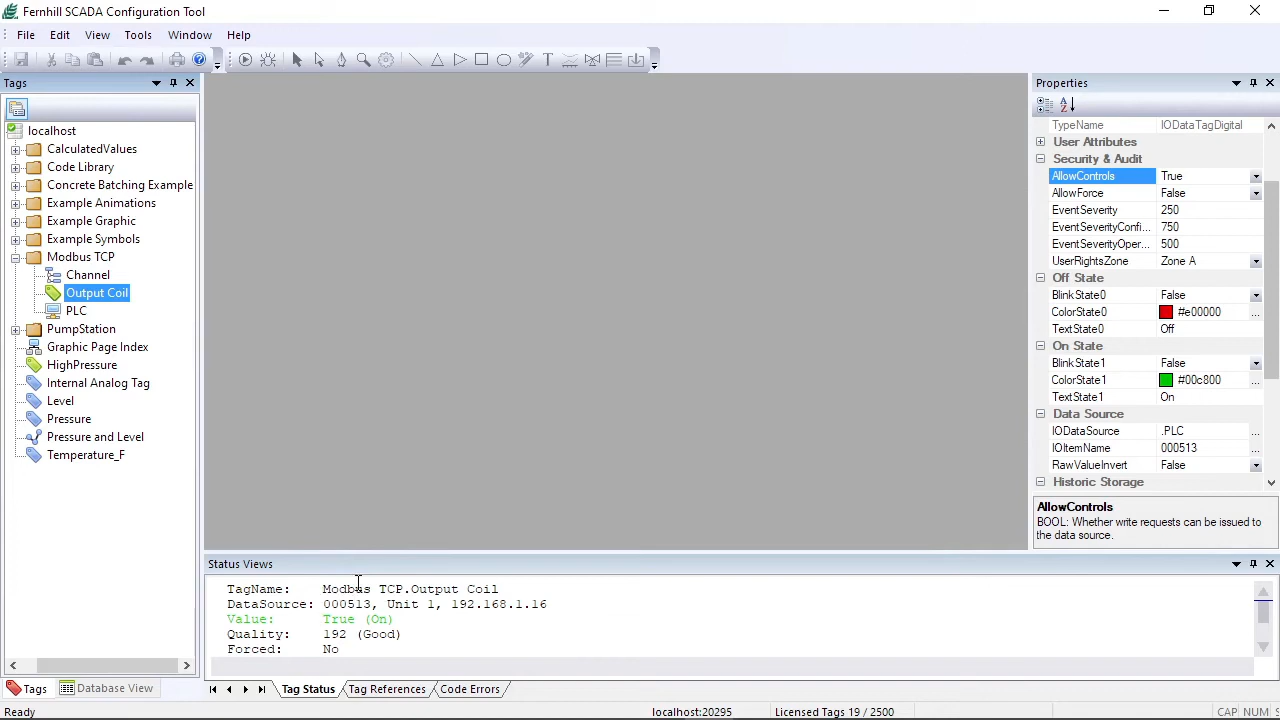 Fernhill SCADA Configuration Tool
File Edit View Tools Window Help
Tags
localhost
CalculatedValues
Code Library
Concrete Batching Example
Example Animations
Example Graphic
Example Symbols
Modbus TCP
Channel
Output Coil
PLC
PumpStation
Graphic Page Index
HighPressure
Internal Analog Tag
Level
Pressure
Pressure and Level
Temperature_F
Tags Database View
Properties
TypeName IODataTagDigital
User Attributes
Security & Audit
AllowControls True
AllowForce False
EventSeverity 250
EventSeverityConfi... 750
EventSeverityOper... 500
UserRightsZone Zone A
Off State
BlinkState0 False
ColorState0 #e00000 ...
TextState0 Off
On State
BlinkState1 False
ColorState1 #00c800 ...
TextState1 On
Data Source
IODataSource .PLC ...
IOItemName 000513 ...
RawValueInvert False
Historic Storage
AllowControls
BOOL: Whether write requests can be issued to
the data source.
Status Views
TagName: Modbus TCP.Output Coil
DataSource: 000513, Unit 1, 192.168.1.16
Value: True (On)
Quality: 192 (Good)
Forced: No
Tag Status Tag References Code Errors
Ready localhost:20295 Licensed Tags 19 / 2500 CAP NUM